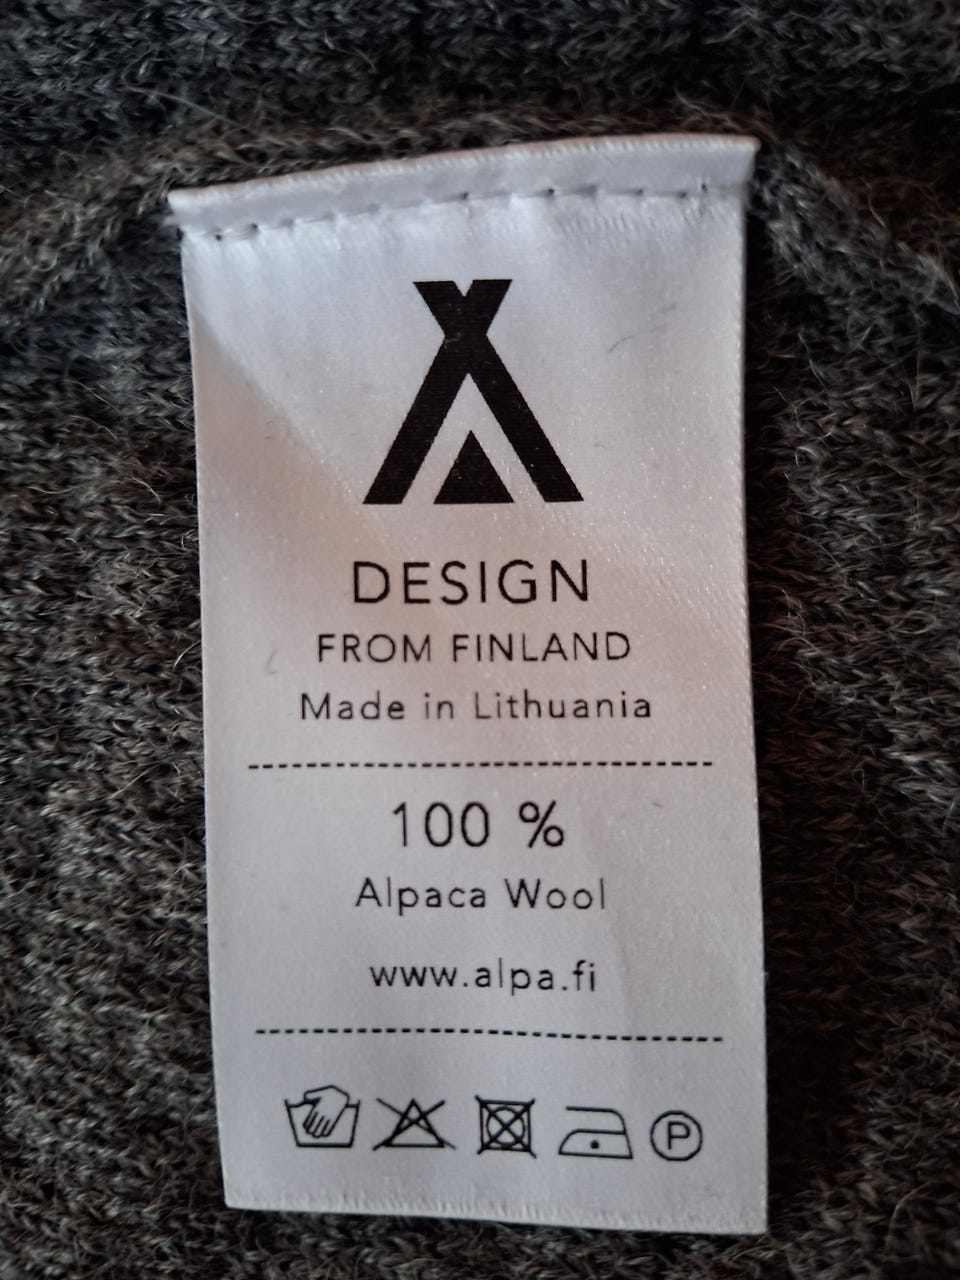 DESIGN
FROM FINLAND
Made in Lithuania
100 %
Alpaca Wool
www.alpa.fi
P